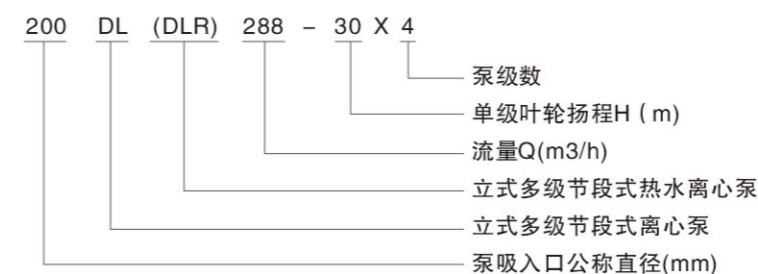 200 DL (DLR) 288 - 30 X 4
泵级数
单级叶轮扬程H（m)
流量Q(m3/h)
立式多级节段式热水离心泵
立式多级节段式离心泵
泵吸入口公称直径(mm)